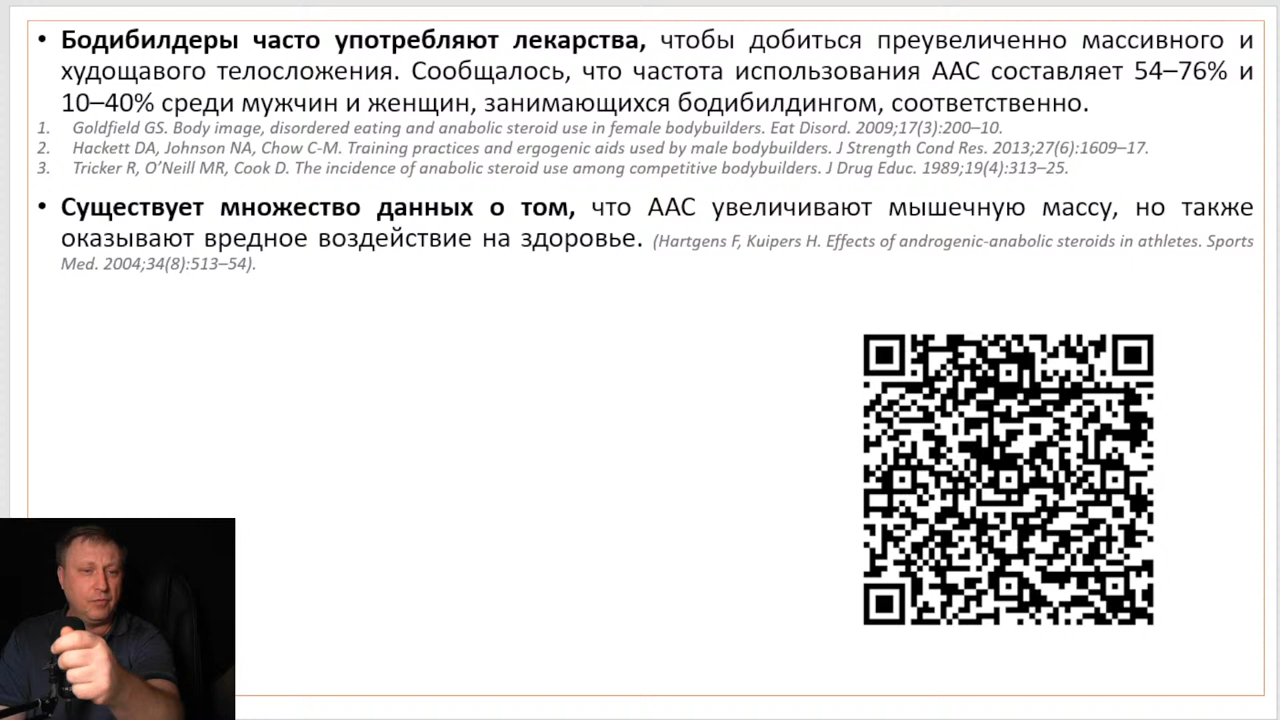 • Бодибилдеры часто употребляют лекарства, чтобы добиться преувеличенно массивного и
худощавого телосложения. Сообщалось, что частота использования ААС составляет 54–76% и
10–40% среди мужчин и женщин, занимающихся бодибилдингом, соответственно.
1. Goldfield GS. Body image, disordered eating and anabolic steroid use in female bodybuilders. Eat Disord. 2009;17(3):200–10.
2. Hackett DA, Johnson NA, Chow C-M. Training practices and ergogenic aids used by male bodybuilders. J Strength Cond Res. 2013;27(6):1609–17.
3. Tricker R, O’Neill MR, Cook D. The incidence of anabolic steroid use among competitive bodybuilders. J Drug Educ. 1989;19(4):313–25.
• Существует множество данных о том, что ААС увеличивают мышечную массу, но также
оказывают вредное воздействие на здоровье. (Hartgens F, Kuipers H. Effects of androgenic-anabolic steroids in athletes. Sports
Med. 2004;34(8):513–54).